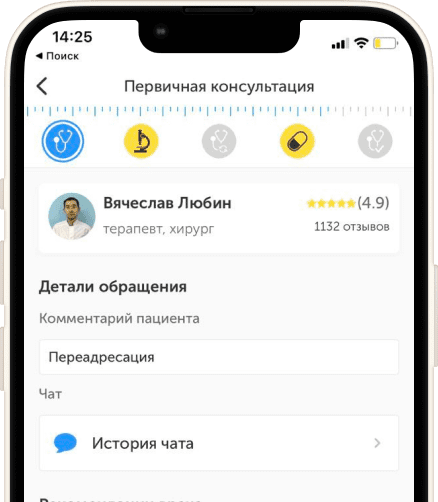 14:25
◀ Поиск
Первичная консультация
Вячеслав Любин
(4.9)
терапевт, хирург
1132 отзывов
Детали обращения
Комментарий пациента
Переадресация
Чат
История чата